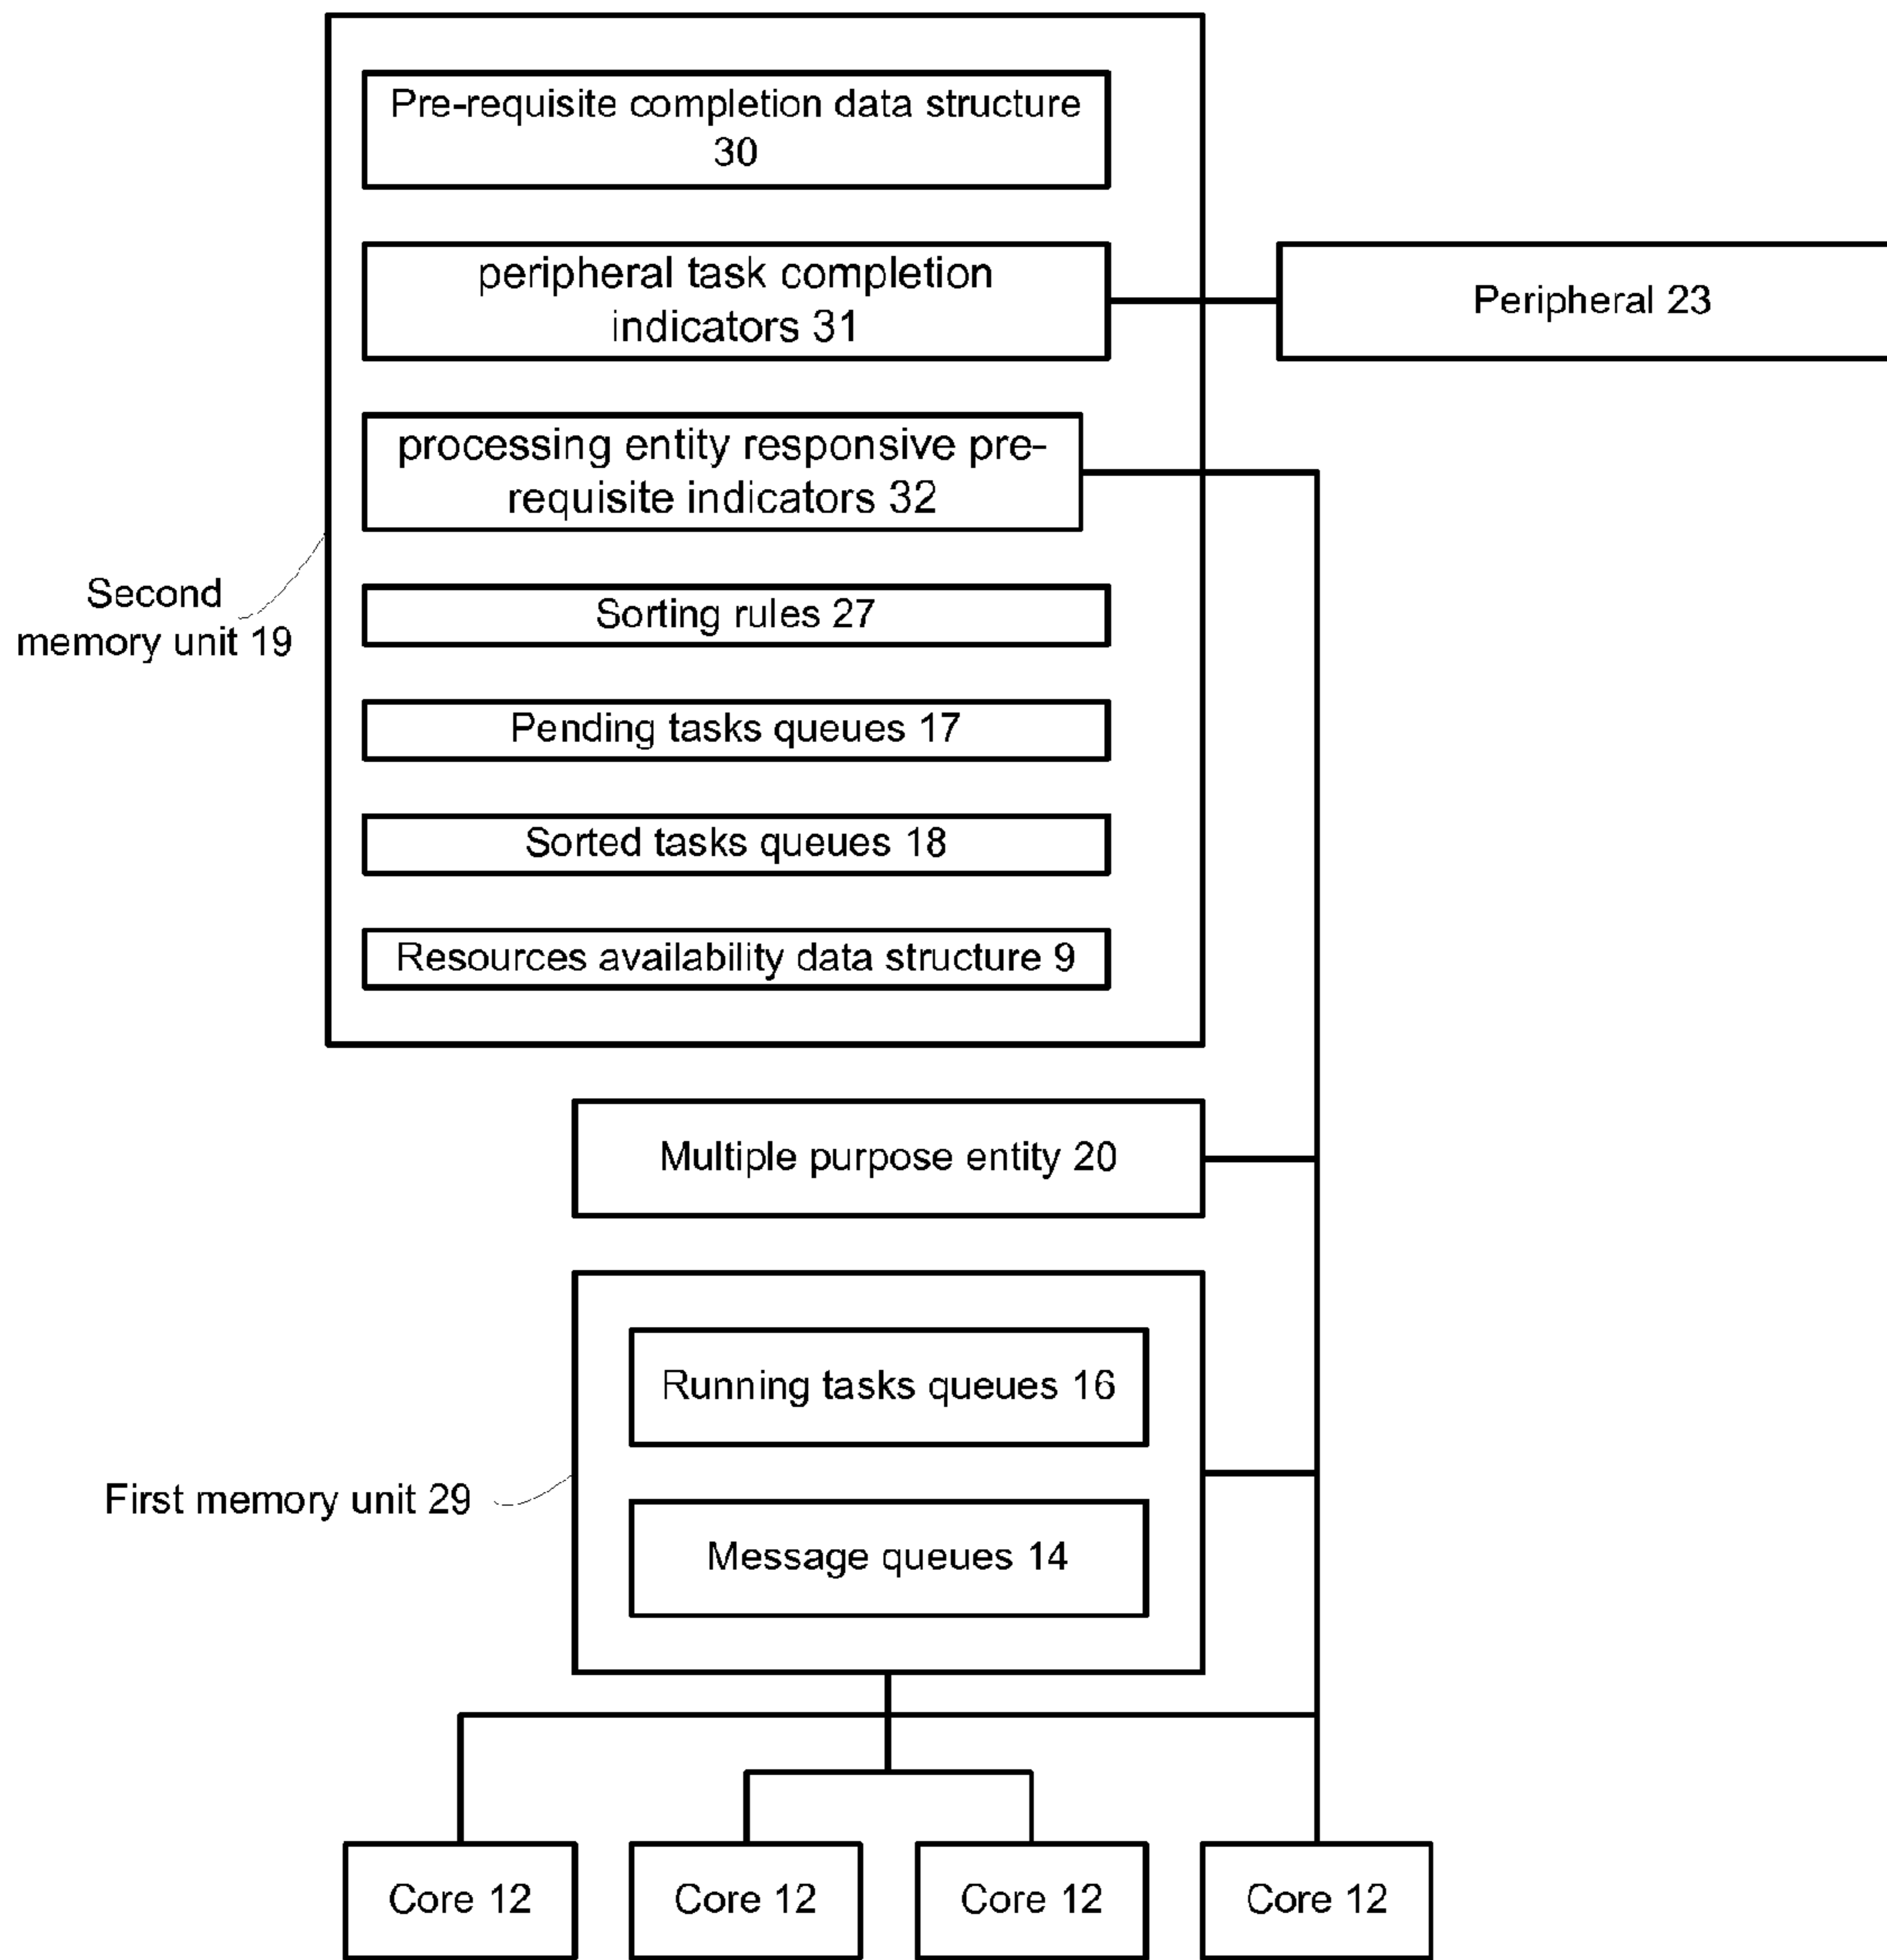 Pre-requisite completion data structure
30
peripheral task completion
indicators 31
Peripheral 23
processing entity responsive pre-
requisite indicators 32
Second
memory unit 19
Sorting rules 27
Pending tasks queues 17
Sorted tasks queues 18
Resources availability data structure 9
Multiple purpose entity 20
Running tasks queues 16
First memory unit 29
Message queues 14
Core 12
Core 12
Core 12
Core 12